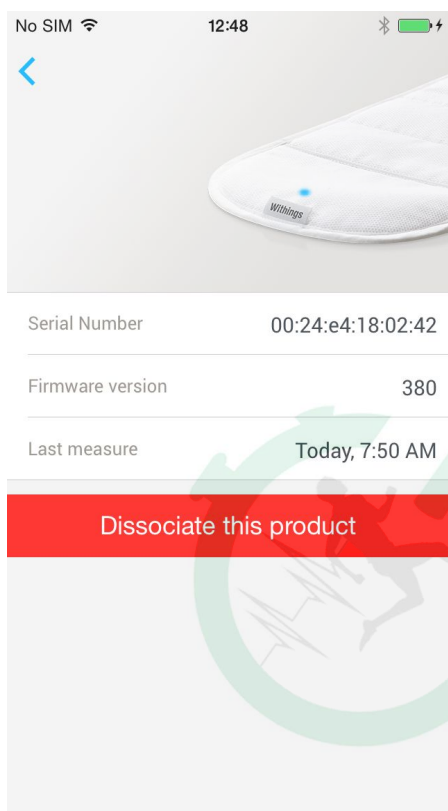 No SIM 12:48
Withings
Serial Number 00:24:e4:18:02:42
Firmware version 380
Last measure Today, 7:50 AM
Dissociate this product